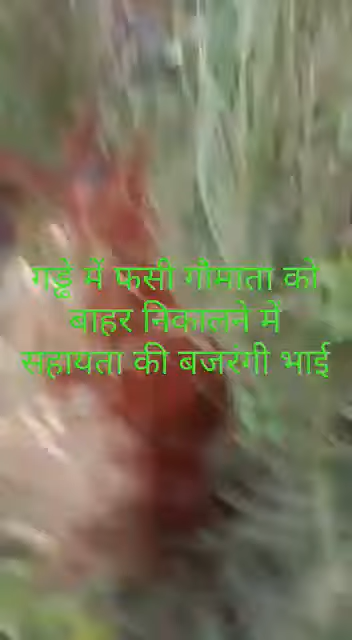 गड्ढे में फसी गौमाता को
बाहर निकालने में
सहायता की बजरंगी भाई